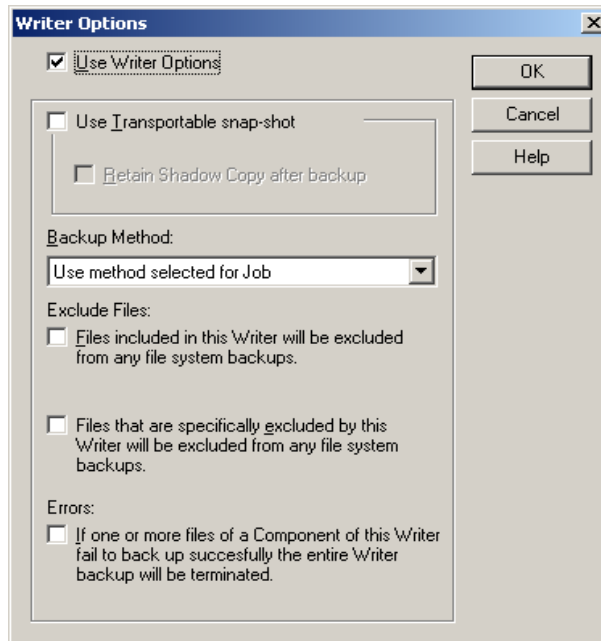 Writer Options
Use Writer Options
OK
Use Transportable snap-shot
Cancel
Retain Shadow Copy after backup
Help
Backup Method:
Use method selected for Job
Exclude Files:
Files included in this Writer will be excluded
from any file system backups.
Files that are specifically excluded by this
Writer will be excluded from any file system
backups.
Errors:
If one or more files of a Component of this Writer
fail to back up succesfully the entire Writer
backup will be terminated.